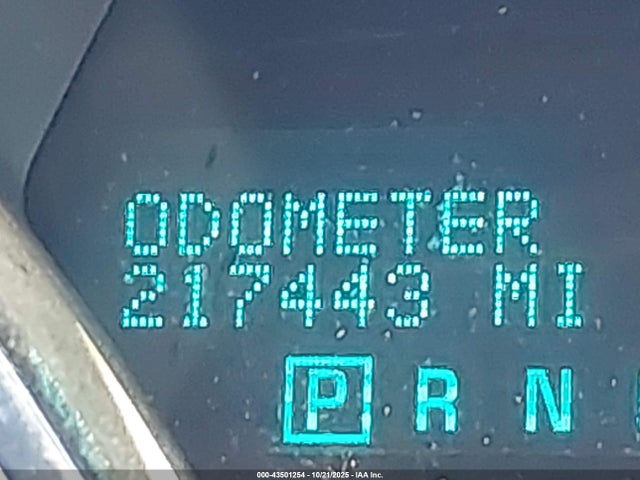 ODOMETER
217443 MI
P R N
000-43501254 - 10/21/2025 - IAA Inc.